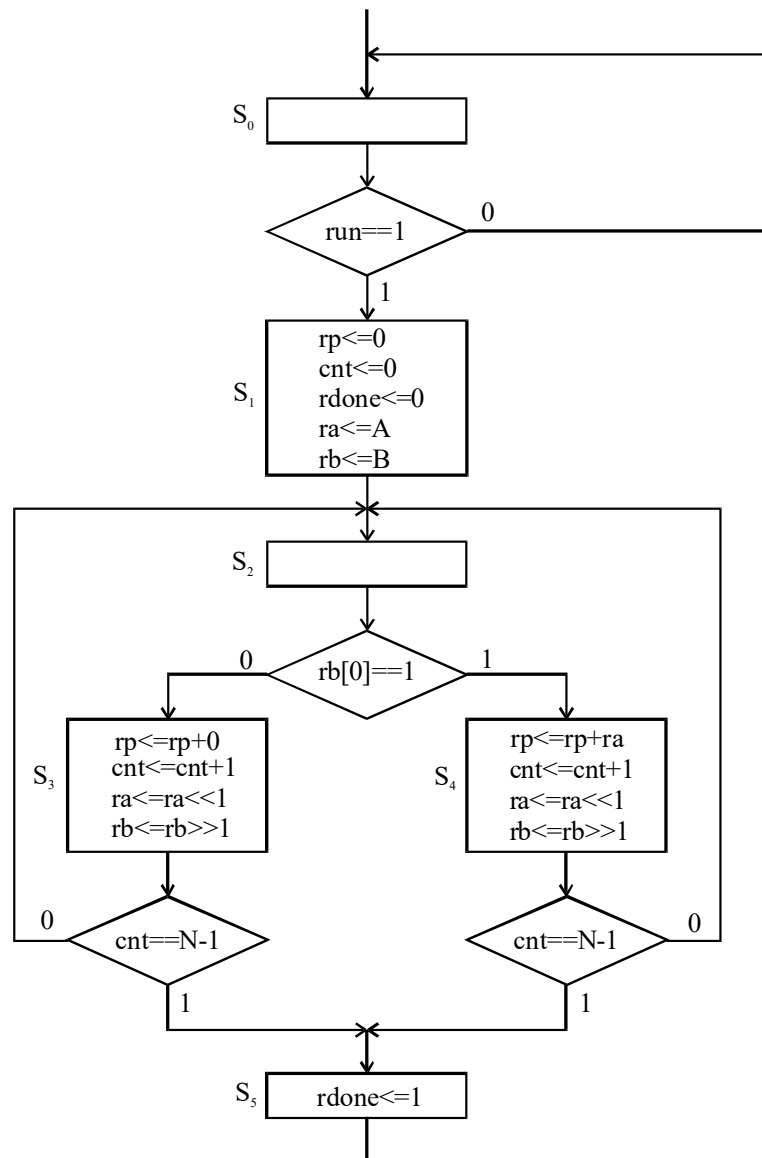 S₀
run==1
0
1
S₁
rp<=0
cnt<=0
rdone<=0
ra<=A
rb<=B
S₂
rb[0]==1
0
1
S₃
rp<=rp+0
cnt<=cnt+1
ra<=ra<<1
rb<=rb>>1
S₄
rp<=rp+ra
cnt<=cnt+1
ra<=ra<<1
rb<=rb>>1
0
cnt==N-1
1
cnt==N-1
0
1
S₅
rdone<=1